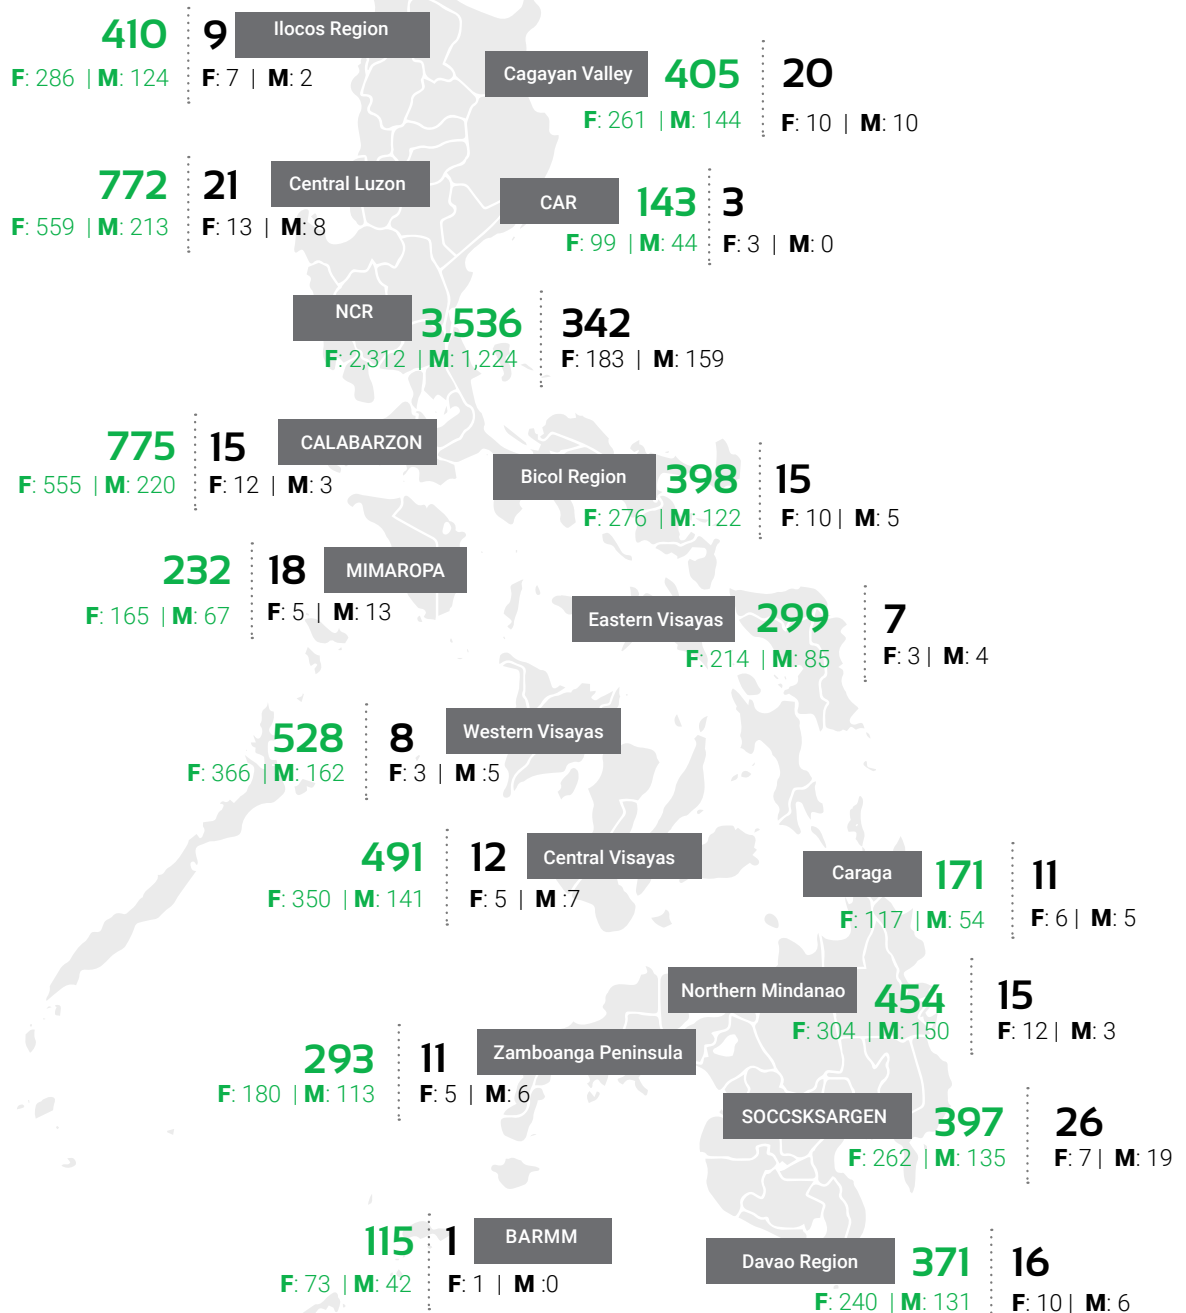 410 9 Ilocos Region
F: 286 | M: 124 F: 7 | M: 2
Cagayan Valley 405 20
F: 261 | M: 144 F: 10 | M: 10
772 21 Central Luzon
F: 559 | M: 213 F: 13 | M: 8
CAR 143 3
F: 99 | M: 44 F: 3 | M: 0
NCR 3,536 342
F: 2,312 | M: 1,224 F: 183 | M: 159
775 15 CALABARZON
F: 555 | M: 220 F: 12 | M: 3
Bicol Region 398 15
F: 276 | M: 122 F: 10 | M: 5
232 18 MIMAROPA
F: 165 | M: 67 F: 5 | M: 13
Eastern Visayas 299 7
F: 214 | M: 85 F: 3 | M: 4
528 8 Western Visayas
F: 366 | M: 162 F: 3 | M :5
491 12 Central Visayas
F: 350 | M: 141 F: 5 | M :7
Caraga 171 11
F: 117 | M: 54 F: 6 | M: 5
Northern Mindanao 454 15
F: 304 | M: 150 F: 12 | M: 3
293 11 Zamboanga Peninsula
F: 180 | M: 113 F: 5 | M: 6
SOCCSKSARGEN 397 26
F: 262 | M: 135 F: 7 | M: 19
115 1 BARMM
F: 73 | M: 42 F: 1 | M :0
Davao Region 371 16
F: 240 | M: 131 F: 10 | M: 6